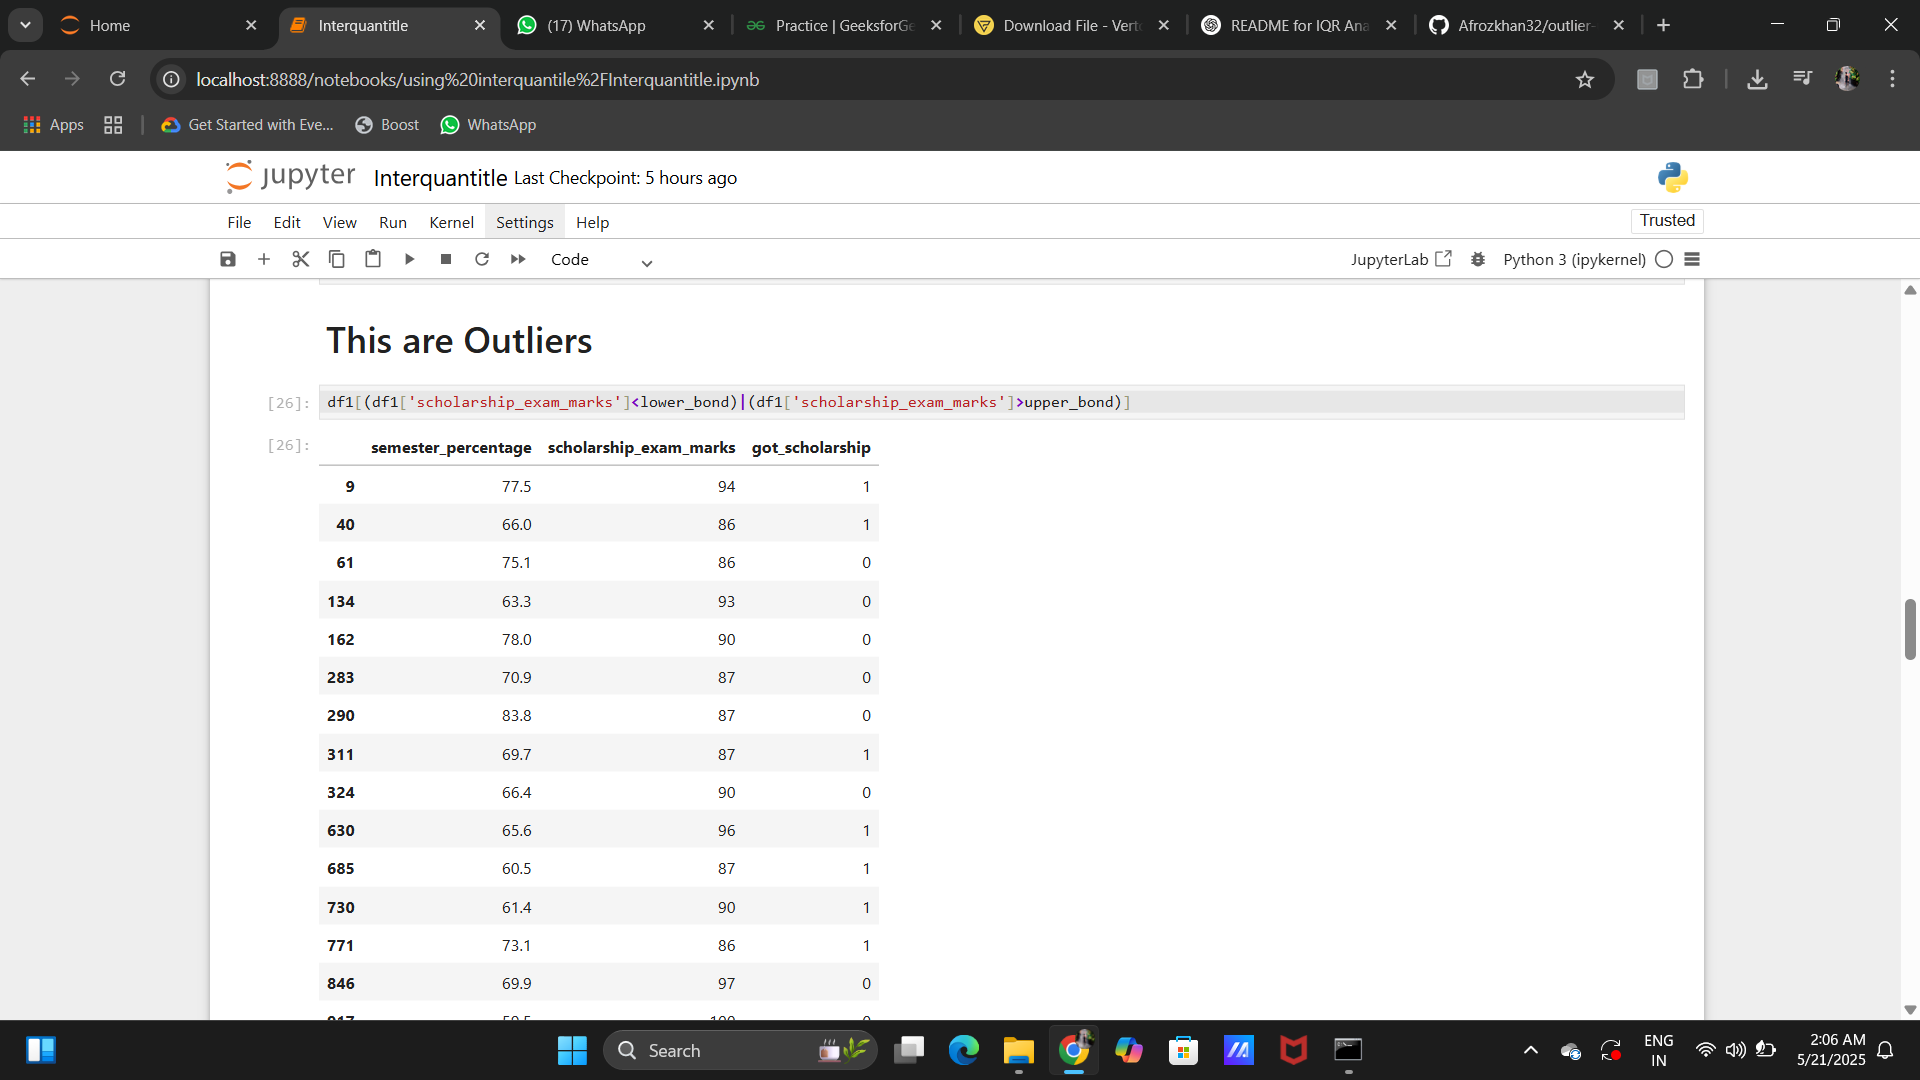 Home
Interquantitle
(17) WhatsApp
Practice | GeeksforGe
Download File - Verto
README for IQR Ana
Afrozkhan32/outlier-
localhost:8888/notebooks/using%20interquantile%2FInterquantitle.ipynb
Apps
Get Started with Eve...
Boost
WhatsApp
jupyter Interquantitle Last Checkpoint: 5 hours ago
File Edit View Run Kernel Settings Help
Trusted
Code
JupyterLab
Python 3 (ipykernel)
This are Outliers
[26]: df1[(df1['scholarship_exam_marks']<lower_bond)|(df1['scholarship_exam_marks']>upper_bond)]
[26]: semester_percentage scholarship_exam_marks got_scholarship
9 77.5 94 1
40 66.0 86 1
61 75.1 86 0
134 63.3 93 0
162 78.0 90 0
283 70.9 87 0
290 83.8 87 0
311 69.7 87 1
324 66.4 90 0
630 65.6 96 1
685 60.5 87 1
730 61.4 90 1
771 73.1 86 1
846 69.9 97 0
Search
ENG
IN
2:06 AM
5/21/2025